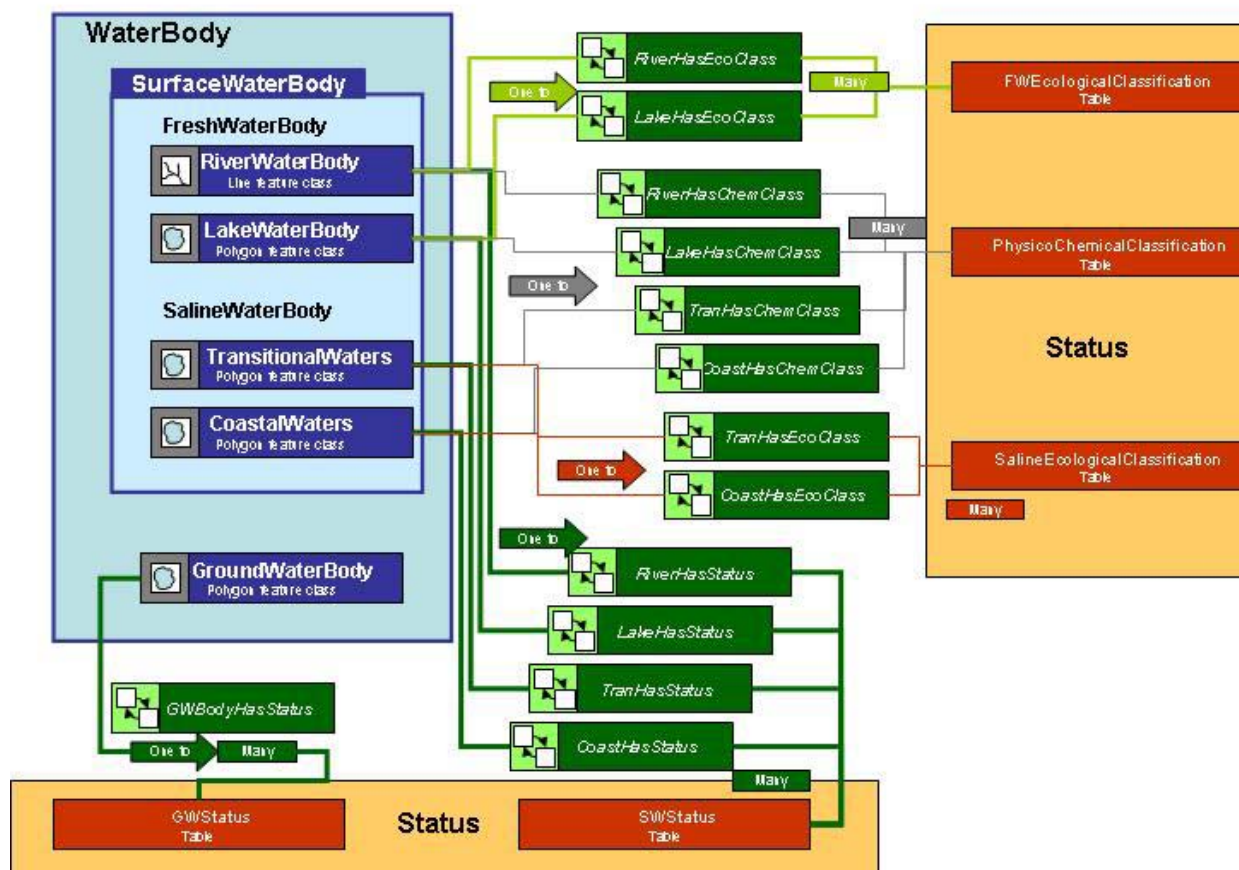 WaterBody
SurfaceWaterBody
FreshWaterBody
RiverWaterBody
Line feature class
LakeWaterBody
Polygon feature class
SalineWaterBody
TransitionalWaters
Polygon feature class
CoastalWaters
Polygon feature class
GroundWaterBody
Polygon feature class
RiverHasEcoClass
One to
Many
LakeHasEcoClass
FWEcologicalClassification
Table
RiverHasChemClass
Many
LakeHasChemClass
One to
TranHasChemClass
CoastHasChemClass
PhysicoChemicalClassification
Table
Status
TranHasEcoClass
One to
CoastHasEcoClass
SalineEcologicalClassification
Table
Many
One to
RiverHasStatus
LakeHasStatus
TranHasStatus
CoastHasStatus
Many
GWBodyHasStatus
One to
Many
GWStatus
Table
Status
SWStatus
Table